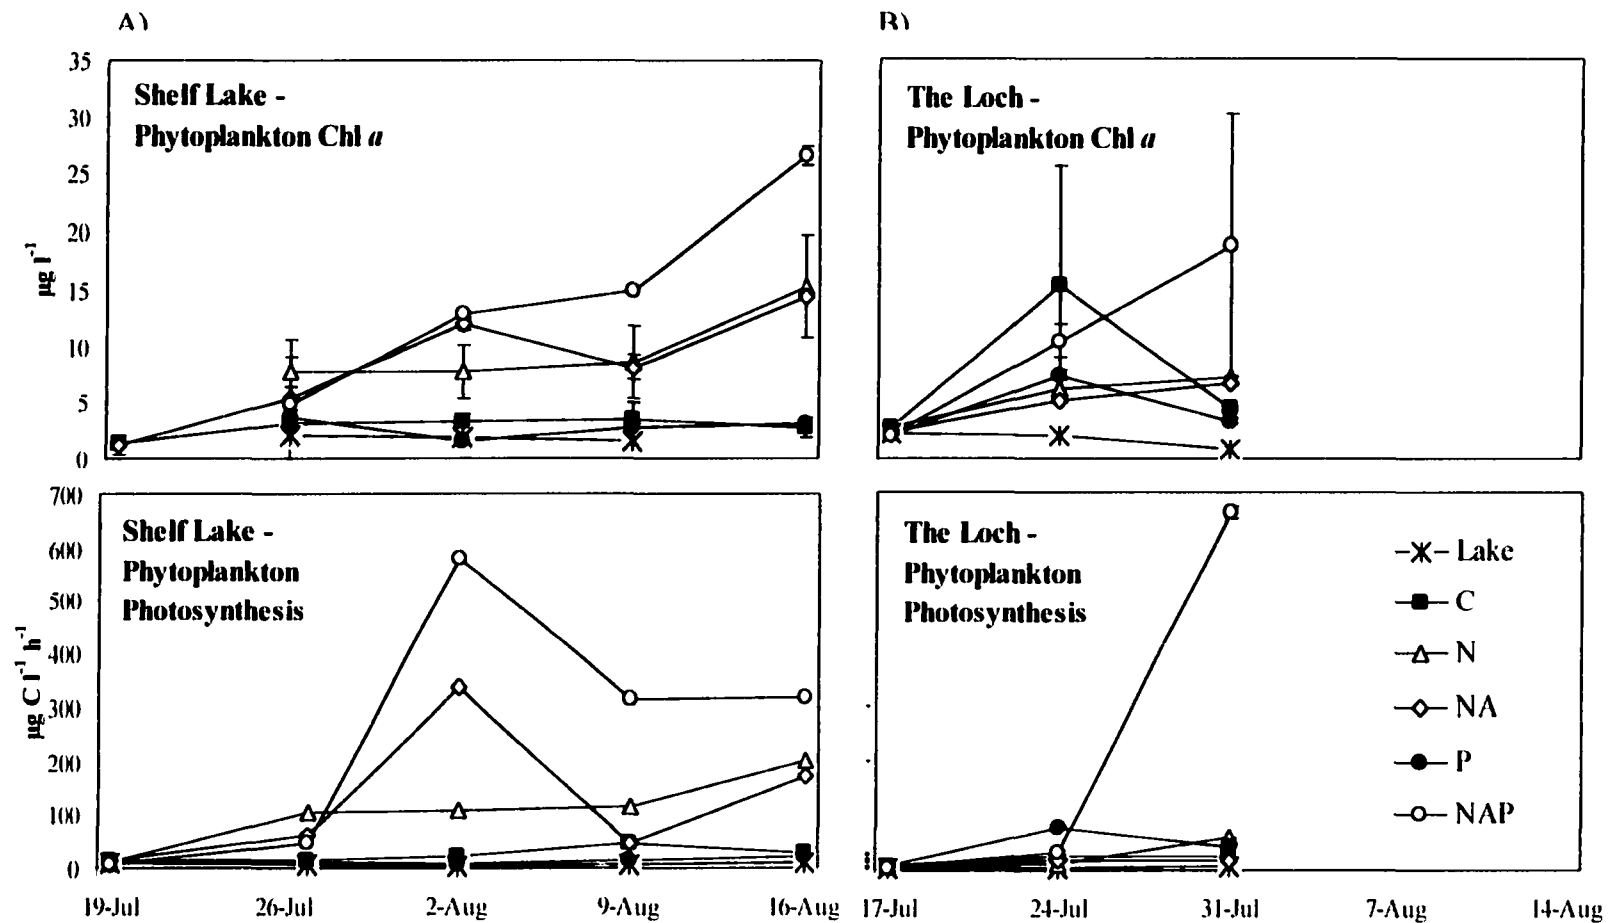 A)
B)
35
30
25
20
15
10
5
0
µg l⁻¹
Shelf Lake -
Phytoplankton Chl a
The Loch -
Phytoplankton Chl a
700
600
500
400
300
200
100
0
µg C l⁻¹ h⁻¹
Shelf Lake -
Phytoplankton
Photosynthesis
The Loch -
Phytoplankton
Photosynthesis
Lake
C
N
NA
P
NAP
19-Jul 26-Jul 2-Aug 9-Aug 16-Aug
17-Jul 24-Jul 31-Jul 7-Aug 14-Aug